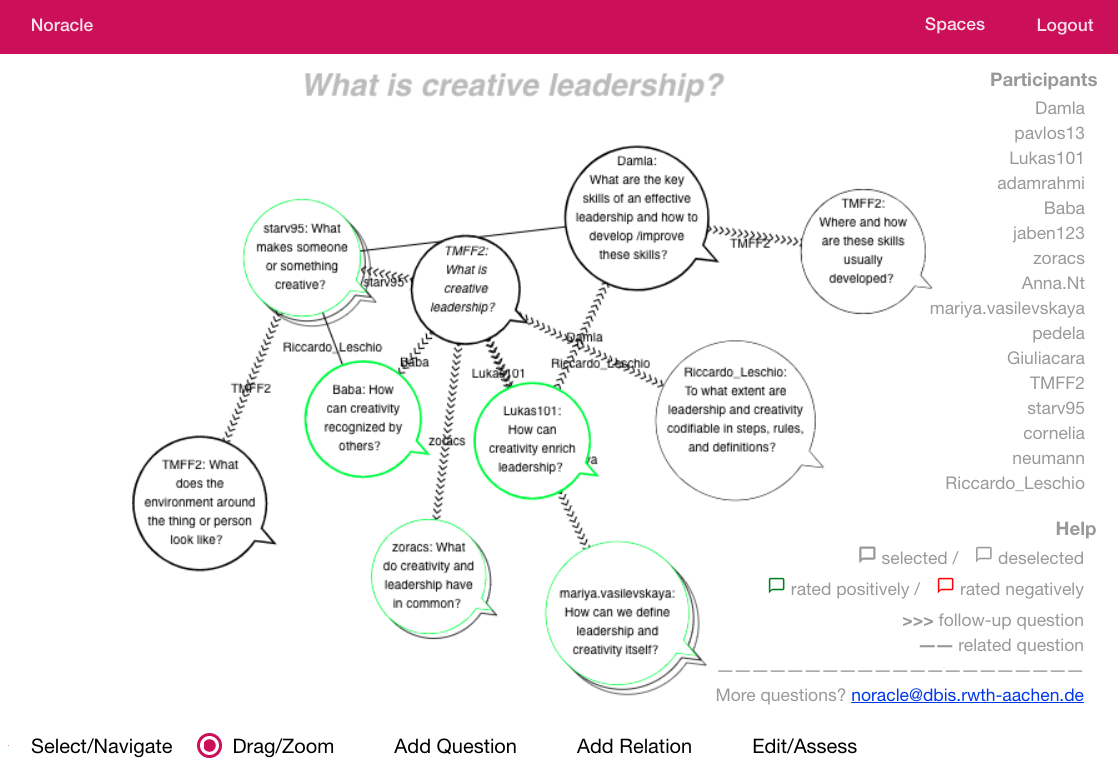 Noracle
Spaces
Logout
What is creative leadership?
Participants
Damla
pavlos13
Lukas101
adamrahmi
Baba
jaben123
zoracs
Anna.Nt
mariya.vasilevskaya
pedela
Giuliacara
TMFF2
starv95
cornelia
neumann
Riccardo_Leschio
Damla:
What are the key
skills of an effective
leadership and how to
develop /improve
these skills?
TMFF2
TMFF2:
Where and how
are these skills
usually
developed?
starv95: What
makes someone
or something
creative?
starv95
TMFF2:
What is
creative
leadership?
Damla
Riccardo_Leschio
Riccardo_Leschio
Baba
Lukas101
TMFF2
zoracs
Baba: How
can creativity
recognized by
others?
Lukas101:
How can
creativity enrich
leadership?
va
Riccardo_Leschio:
To what extent are
leadership and creativity
codifiable in steps, rules,
and definitions?
TMFF2: What
does the
environment around
the thing or person
look like?
zoracs: What
do creativity and
leadership have
in common?
mariya.vasilevskaya:
How can we define
leadership and
creativity itself?
Help
selected / deselected
rated positively / rated negatively
>>> follow-up question
—— related question
—————————————————————
More questions? noracle@dbis.rwth-aachen.de
Select/Navigate
Drag/Zoom
Add Question
Add Relation
Edit/Assess